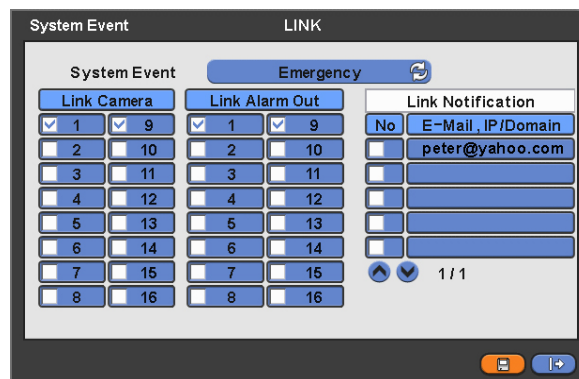 System Event LINK
System Event Emergency
Link Camera Link Alarm Out Link Notification
1 9 1 9 No E-Mail , IP/Domain
2 10 2 10 peter@yahoo.com
3 11 3 11
4 12 4 12
5 13 5 13
6 14 6 14
7 15 7 15 1/1
8 16 8 16